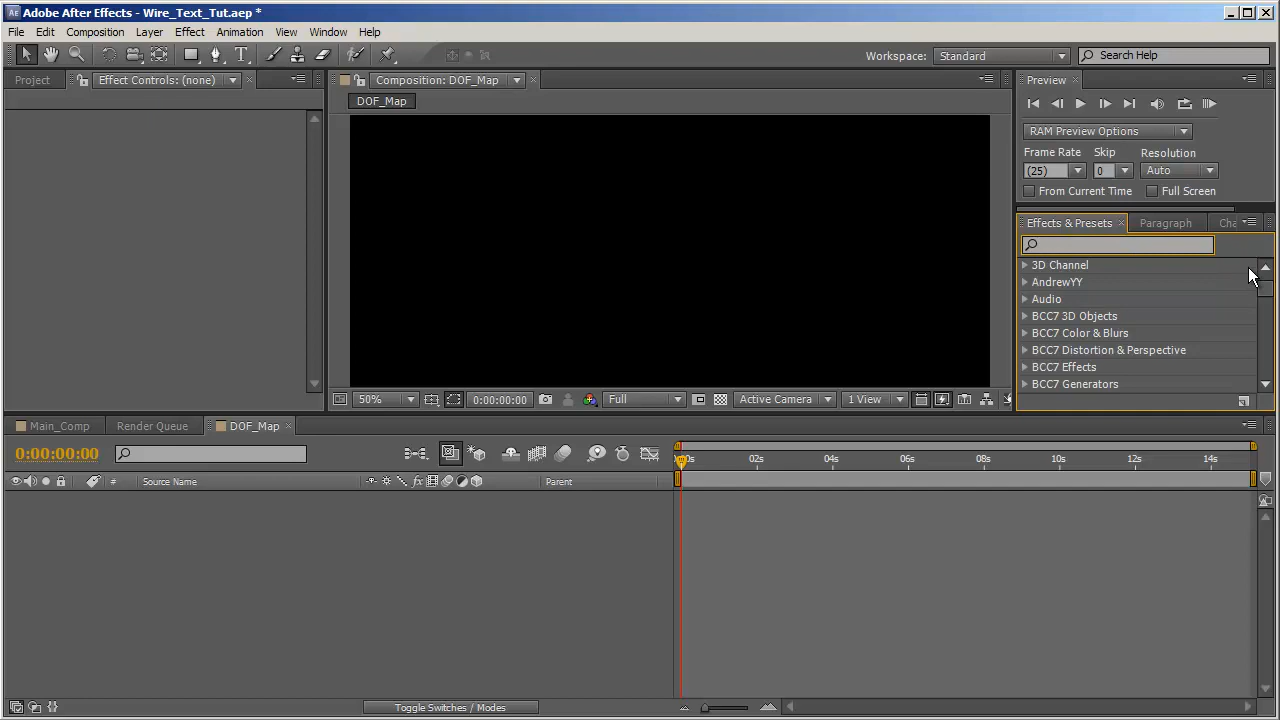 Adobe After Effects - Wire_Text_Tut.aep *
File Edit Composition Layer Effect Animation View Window Help
Workspace: Standard Search Help
Project Effect Controls: (none) Composition: DOF_Map Preview
DOF_Map
RAM Preview Options
Frame Rate Skip Resolution
(25) 0 Auto
From Current Time Full Screen
Effects & Presets Paragraph Cha
3D Channel
AndrewYY
Audio
BCC7 3D Objects
BCC7 Color & Blurs
BCC7 Distortion & Perspective
BCC7 Effects
BCC7 Generators
50% 0:00:00:00 Full Active Camera 1 View
Main_Comp Render Queue DOF_Map
0:00:00:00
02s 04s 06s 08s 10s 12s 14s
# Source Name fx Parent
Toggle Switches / Modes